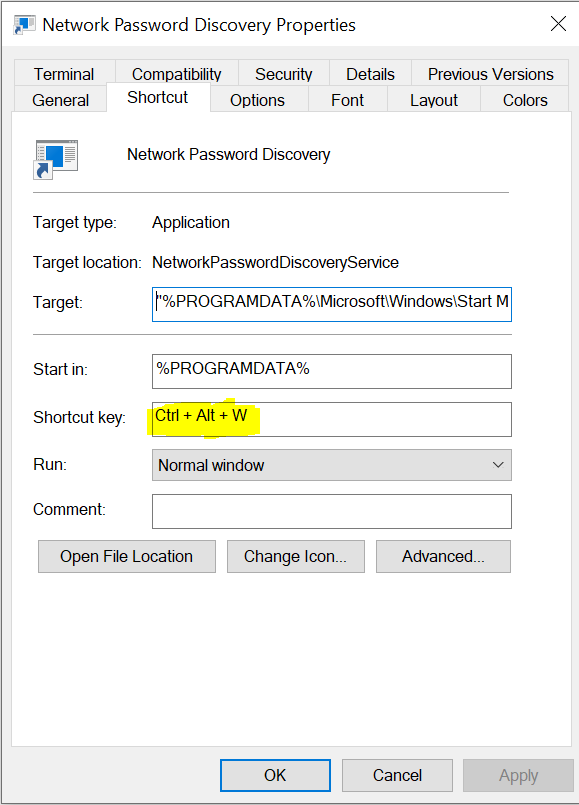 Network Password Discovery Properties
Terminal Compatibility Security Details Previous Versions
General Shortcut Options Font Layout Colors
Network Password Discovery
Target type: Application
Target location: NetworkPasswordDiscoveryService
Target: "%PROGRAMDATA%\Microsoft\Windows\Start M
Start in: %PROGRAMDATA%
Shortcut key: Ctrl + Alt + W
Run: Normal window
Comment:
Open File Location Change Icon... Advanced...
OK Cancel Apply